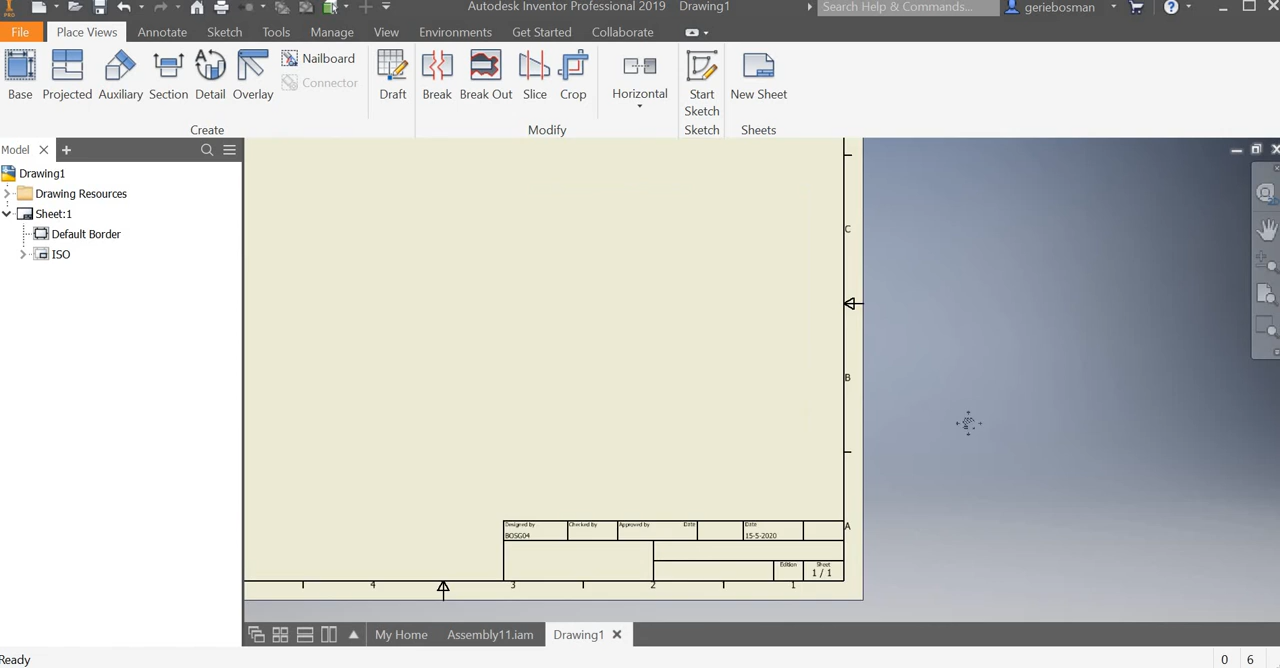 Autodesk Inventor Professional 2019 Drawing1
Search Help & Commands...
geriebosman
PRO
File Place Views Annotate Sketch Tools Manage View Environments Get Started Collaborate
Base Projected Auxiliary Section Detail Overlay
Nailboard
Connector
Draft
Break Break Out Slice Crop
Horizontal
Start
Sketch
New Sheet
Create Modify Sketch Sheets
Model
Drawing1
Drawing Resources
Sheet:1
Default Border
ISO
C
B
A
Designed by Checked by Approved by Date Date
BOSG04 15-5-2020
Edition Sheet
1 / 1
4 3 2 1
My Home Assembly11.iam Drawing1
Ready 0 6